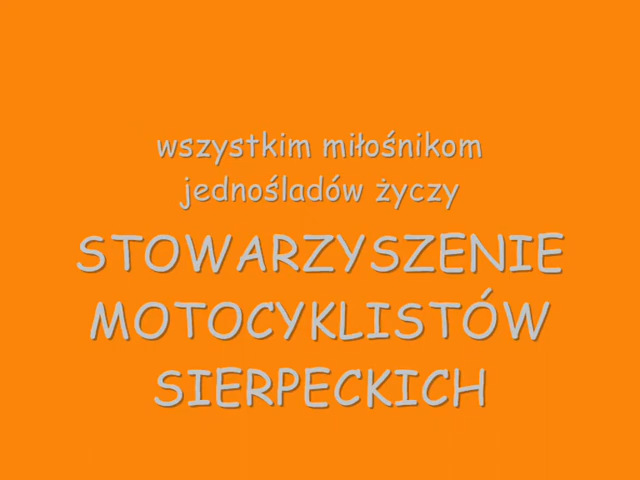 wszystkim miłośnikom
jednośladów życzy
STOWARZYSZENIE
MOTOCYKLISTÓW
SIERPECKICH